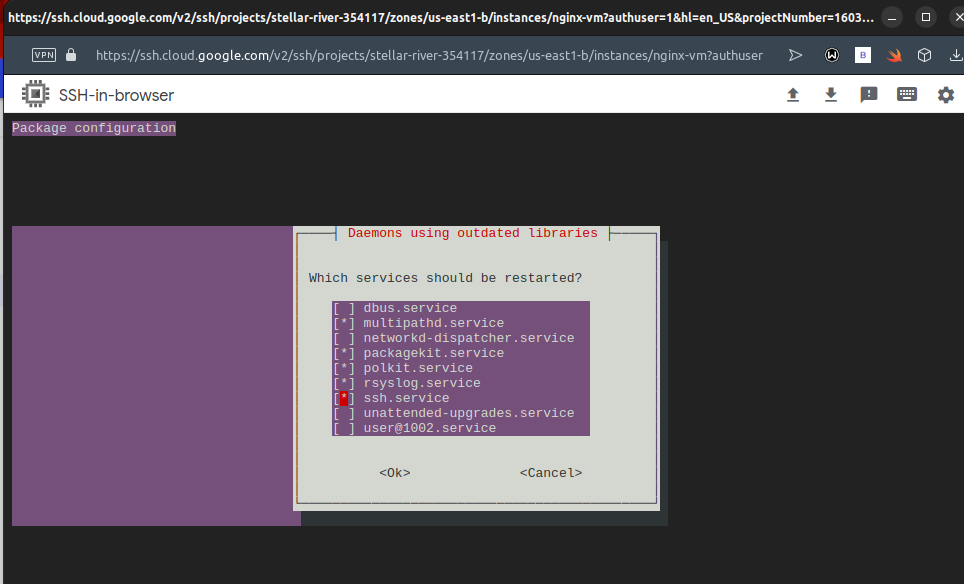 https://ssh.cloud.google.com/v2/ssh/projects/stellar-river-354117/zones/us-east1-b/instances/nginx-vm?authuser=1&hl=en_US&projectNumber=1603...
VPN https://ssh.cloud.google.com/v2/ssh/projects/stellar-river-354117/zones/us-east1-b/instances/nginx-vm?authuser W B
SSH-in-browser
Package configuration
Daemons using outdated libraries
Which services should be restarted?
[ ] dbus.service
[*] multipathd.service
[ ] networkd-dispatcher.service
[*] packagekit.service
[*] polkit.service
[*] rsyslog.service
[*] ssh.service
[ ] unattended-upgrades.service
[ ] user@1002.service
<Ok> <Cancel>